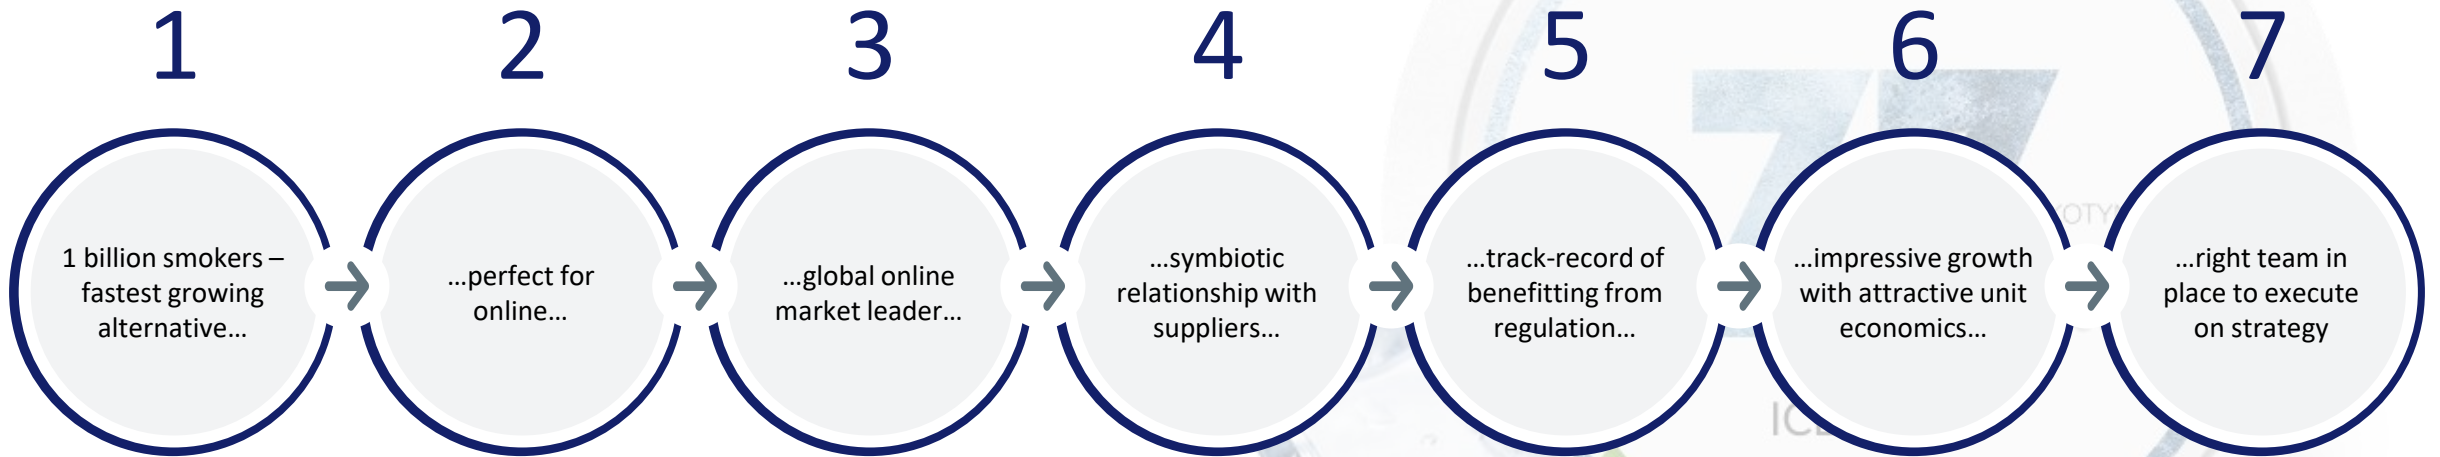 1
2
3
4
5
6
7
1 billion smokers –
fastest growing
alternative...
...perfect for
online...
...global online
market leader...
...symbiotic
relationship with
suppliers...
...track-record of
benefitting from
regulation...
...impressive growth
with attractive unit
economics...
...right team in
place to execute
on strategy
77